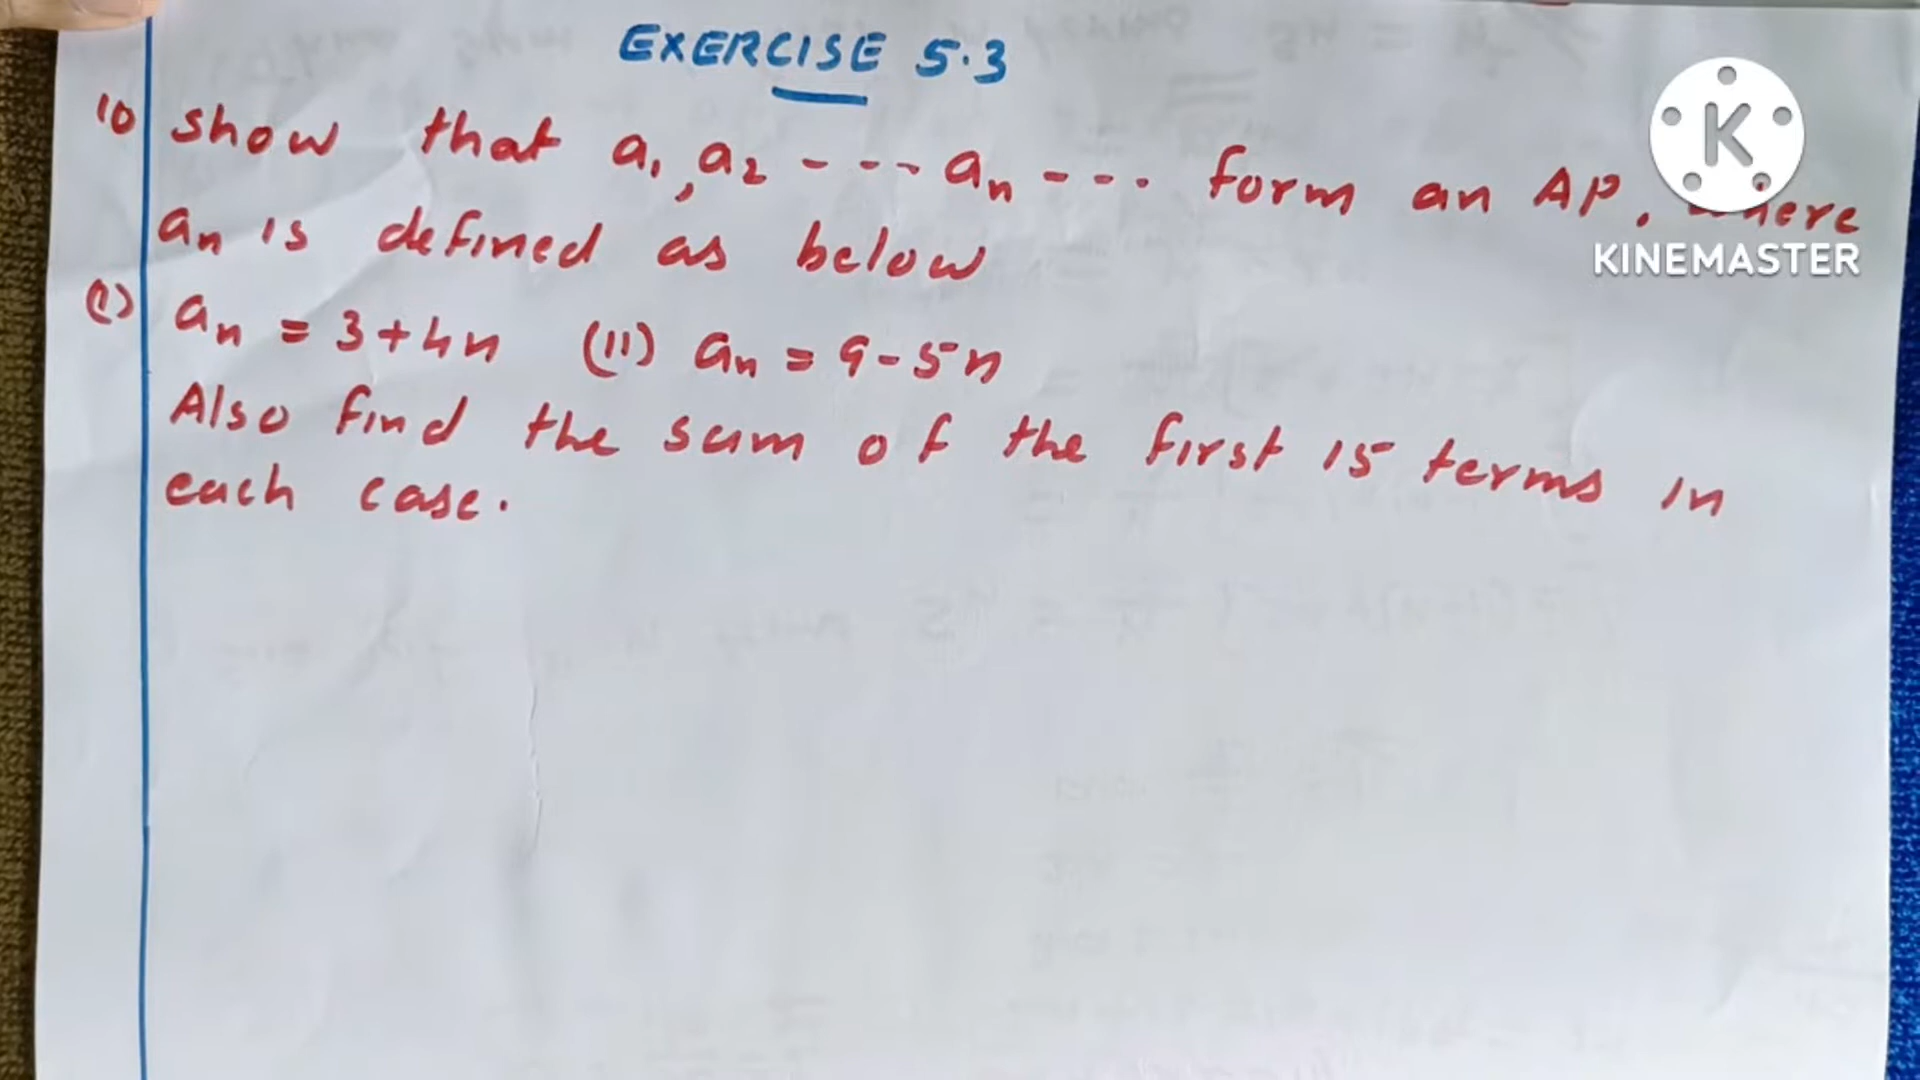 EXERCISE 5.3
10 show that a₁, a₂ - - - - aₙ - - - . form an AP. where
aₙ is defined as below
(i) aₙ = 3+4n (ii) aₙ = 9-5n
Also find the sum of the first 15 terms in
each case.
K
KINEMASTER